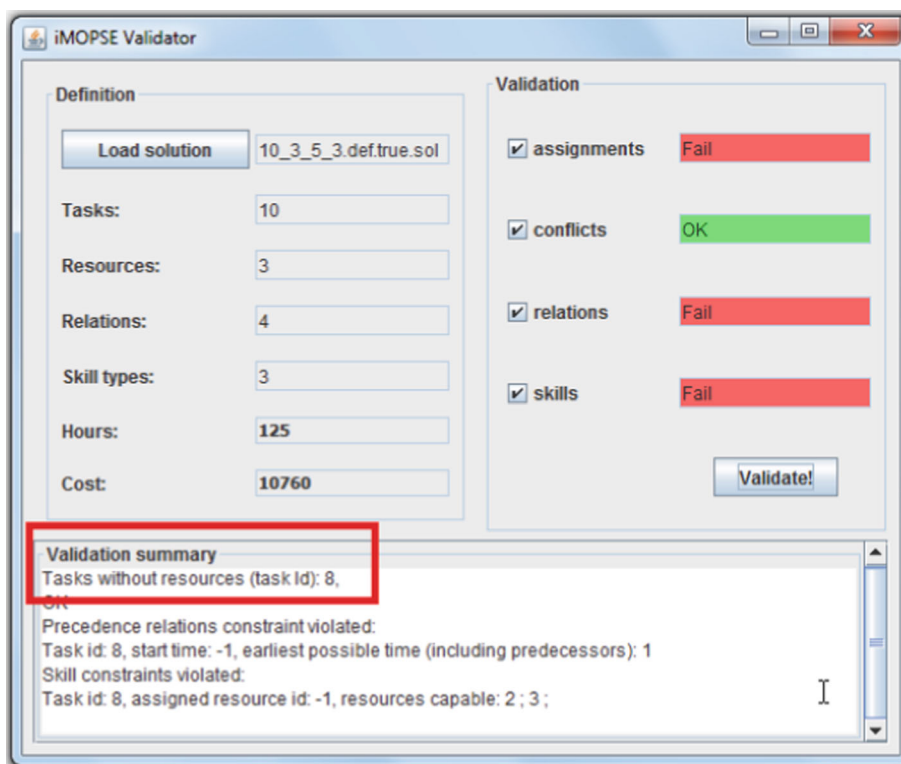 iMOPSE Validator
Definition
Load solution 10_3_5_3.def.true.sol
Tasks: 10
Resources: 3
Relations: 4
Skill types: 3
Hours: 125
Cost: 10760
Validation
assignments Fail
conflicts OK
relations Fail
skills Fail
Validate!
Validation summary
Tasks without resources (task Id): 8,
OK
Precedence relations constraint violated:
Task id: 8, start time: -1, earliest possible time (including predecessors): 1
Skill constraints violated:
Task id: 8, assigned resource id: -1, resources capable: 2 ; 3 ;